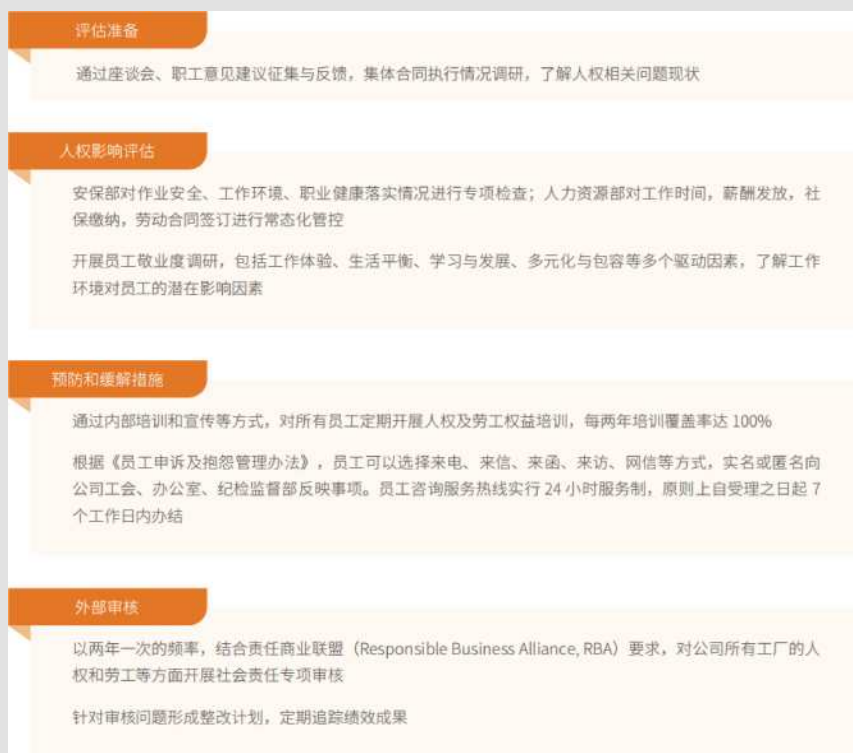 评估准备
通过座谈会、职工意见建议征集与反馈，集体合同执行情况调研，了解人权相关问题现状
人权影响评估
安保部对作业安全、工作环境、职业健康落实情况进行专项检查；人力资源部对工作时间，薪酬发放，社
保缴纳，劳动合同签订进行常态化管控
开展员工敬业度调研，包括工作体验、生活平衡、学习与发展、多元化与包容等多个驱动因素，了解工作
环境对员工的潜在影响因素
预防和缓解措施
通过内部培训和宣传等方式，对所有员工定期开展人权及劳工权益培训，每两年培训覆盖率达 100%
根据《员工申诉及抱怨管理办法》，员工可以选择来电、来信、来函、来访、网信等方式，实名或匿名向
公司工会、办公室、纪检监督部反映事项。员工咨询服务热线实行 24 小时服务制，原则上自受理之日起 7
个工作日内办结
外部审核
以两年一次的频率，结合责任商业联盟（Responsible Business Alliance, RBA）要求，对公司所有工厂的人
权和劳工等方面开展社会责任专项审核
针对审核问题形成整改计划，定期追踪绩效成果